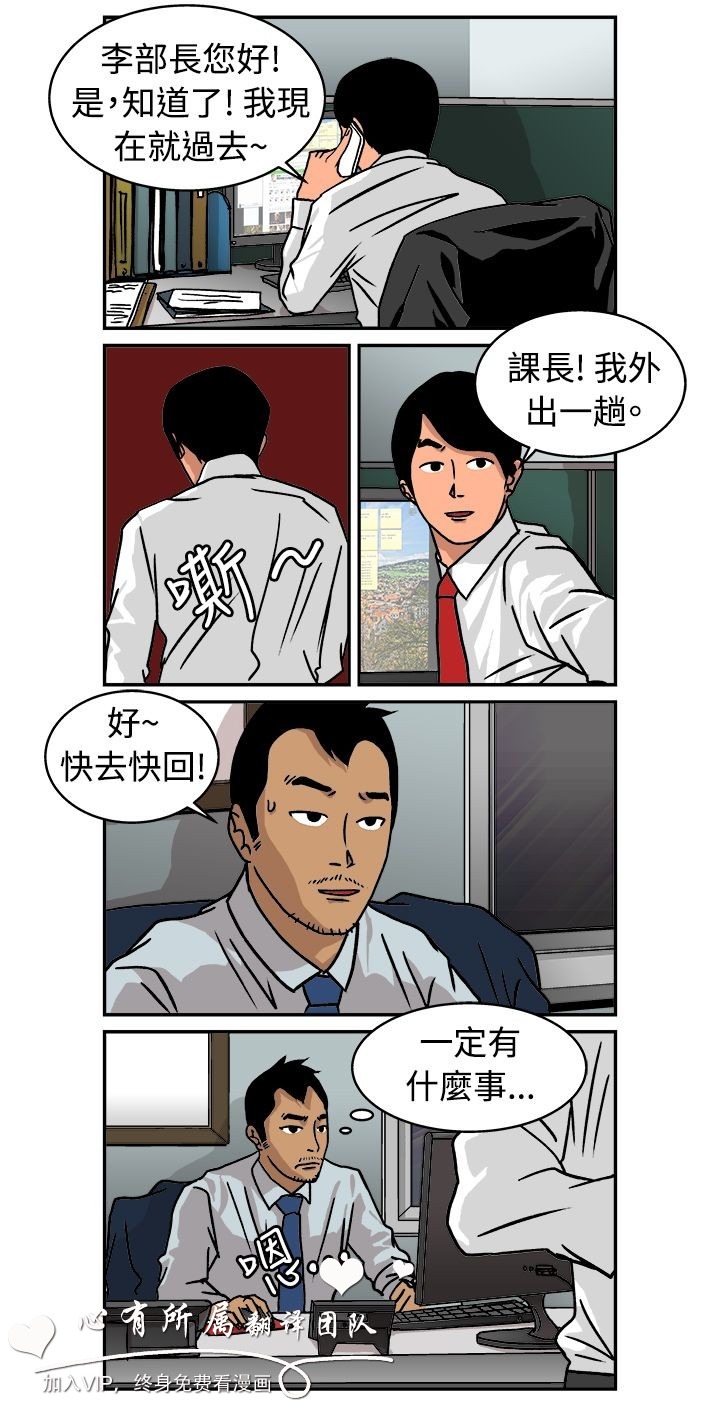 李部長您好!
是,知道了!我現
在就過去~
嘶~
課長!我外
出一趟。
好~
快去快回!
一定有
什麼事...
嗯...
心有所属翻译团队
加入VIP，终身免费看漫画